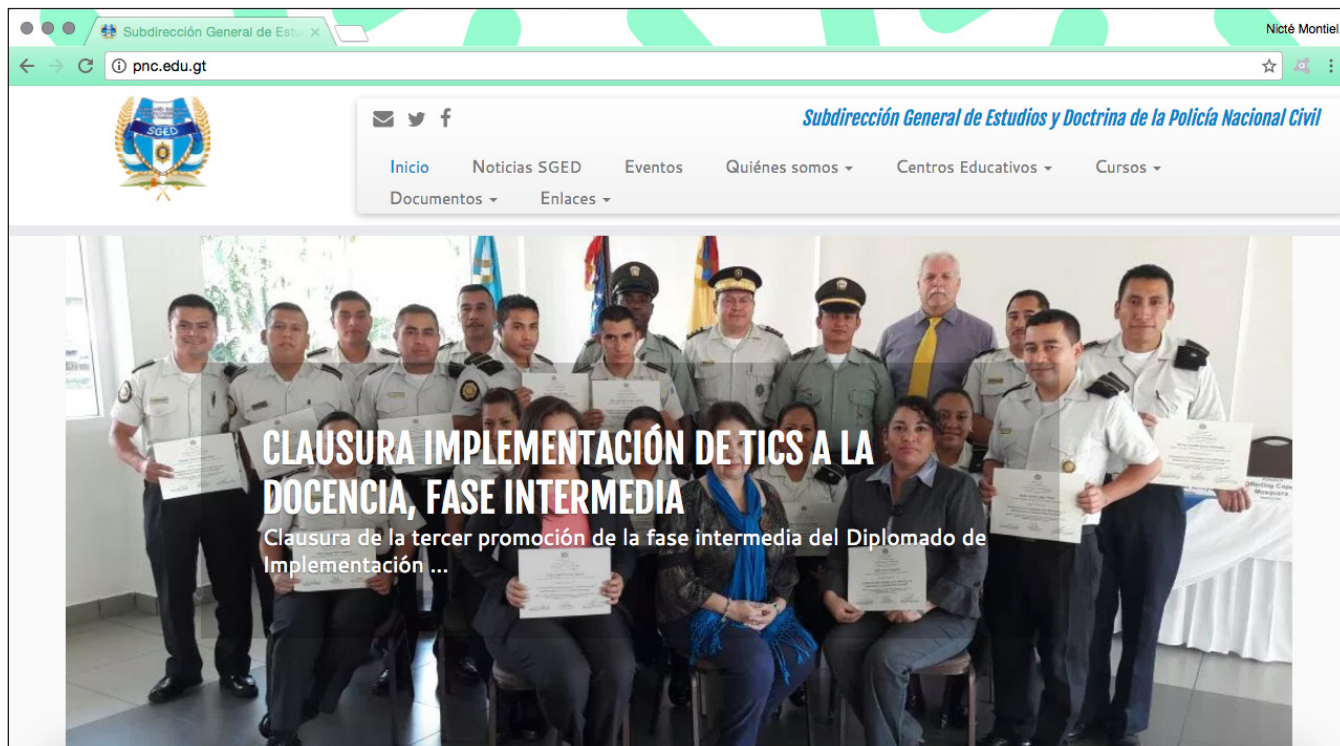 Subdirección General de Estu
Nicté Montiel
pnc.edu.gt
SGED
Subdirección General de Estudios y Doctrina de la Policía Nacional Civil
Inicio Noticias SGED Eventos Quiénes somos Centros Educativos Cursos
Documentos Enlaces
CLAUSURA IMPLEMENTACIÓN DE TICS A LA
DOCENCIA, FASE INTERMEDIA
Clausura de la tercer promoción de la fase intermedia del Diplomado de
Implementación ...